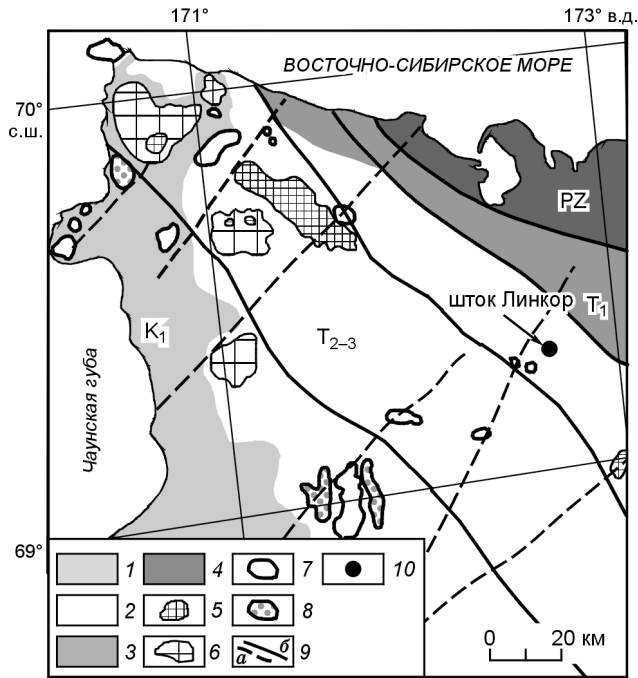 171° 173° в.д.
ВОСТОЧНО-СИБИРСКОЕ МОРЕ
70°
с.ш.
PZ
шток Линкор T₁
K₁
T₂₋₃
Чаунская губа
69°
1 4 7 10
2 5 8
3 6 а б 9
0 20 км